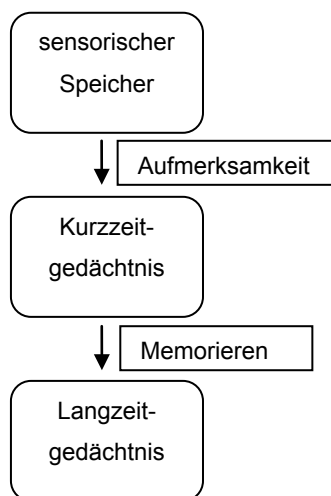 sensorischer
Speicher
Aufmerksamkeit
Kurzzeit-
gedächtnis
Memorieren
Langzeit-
gedächtnis